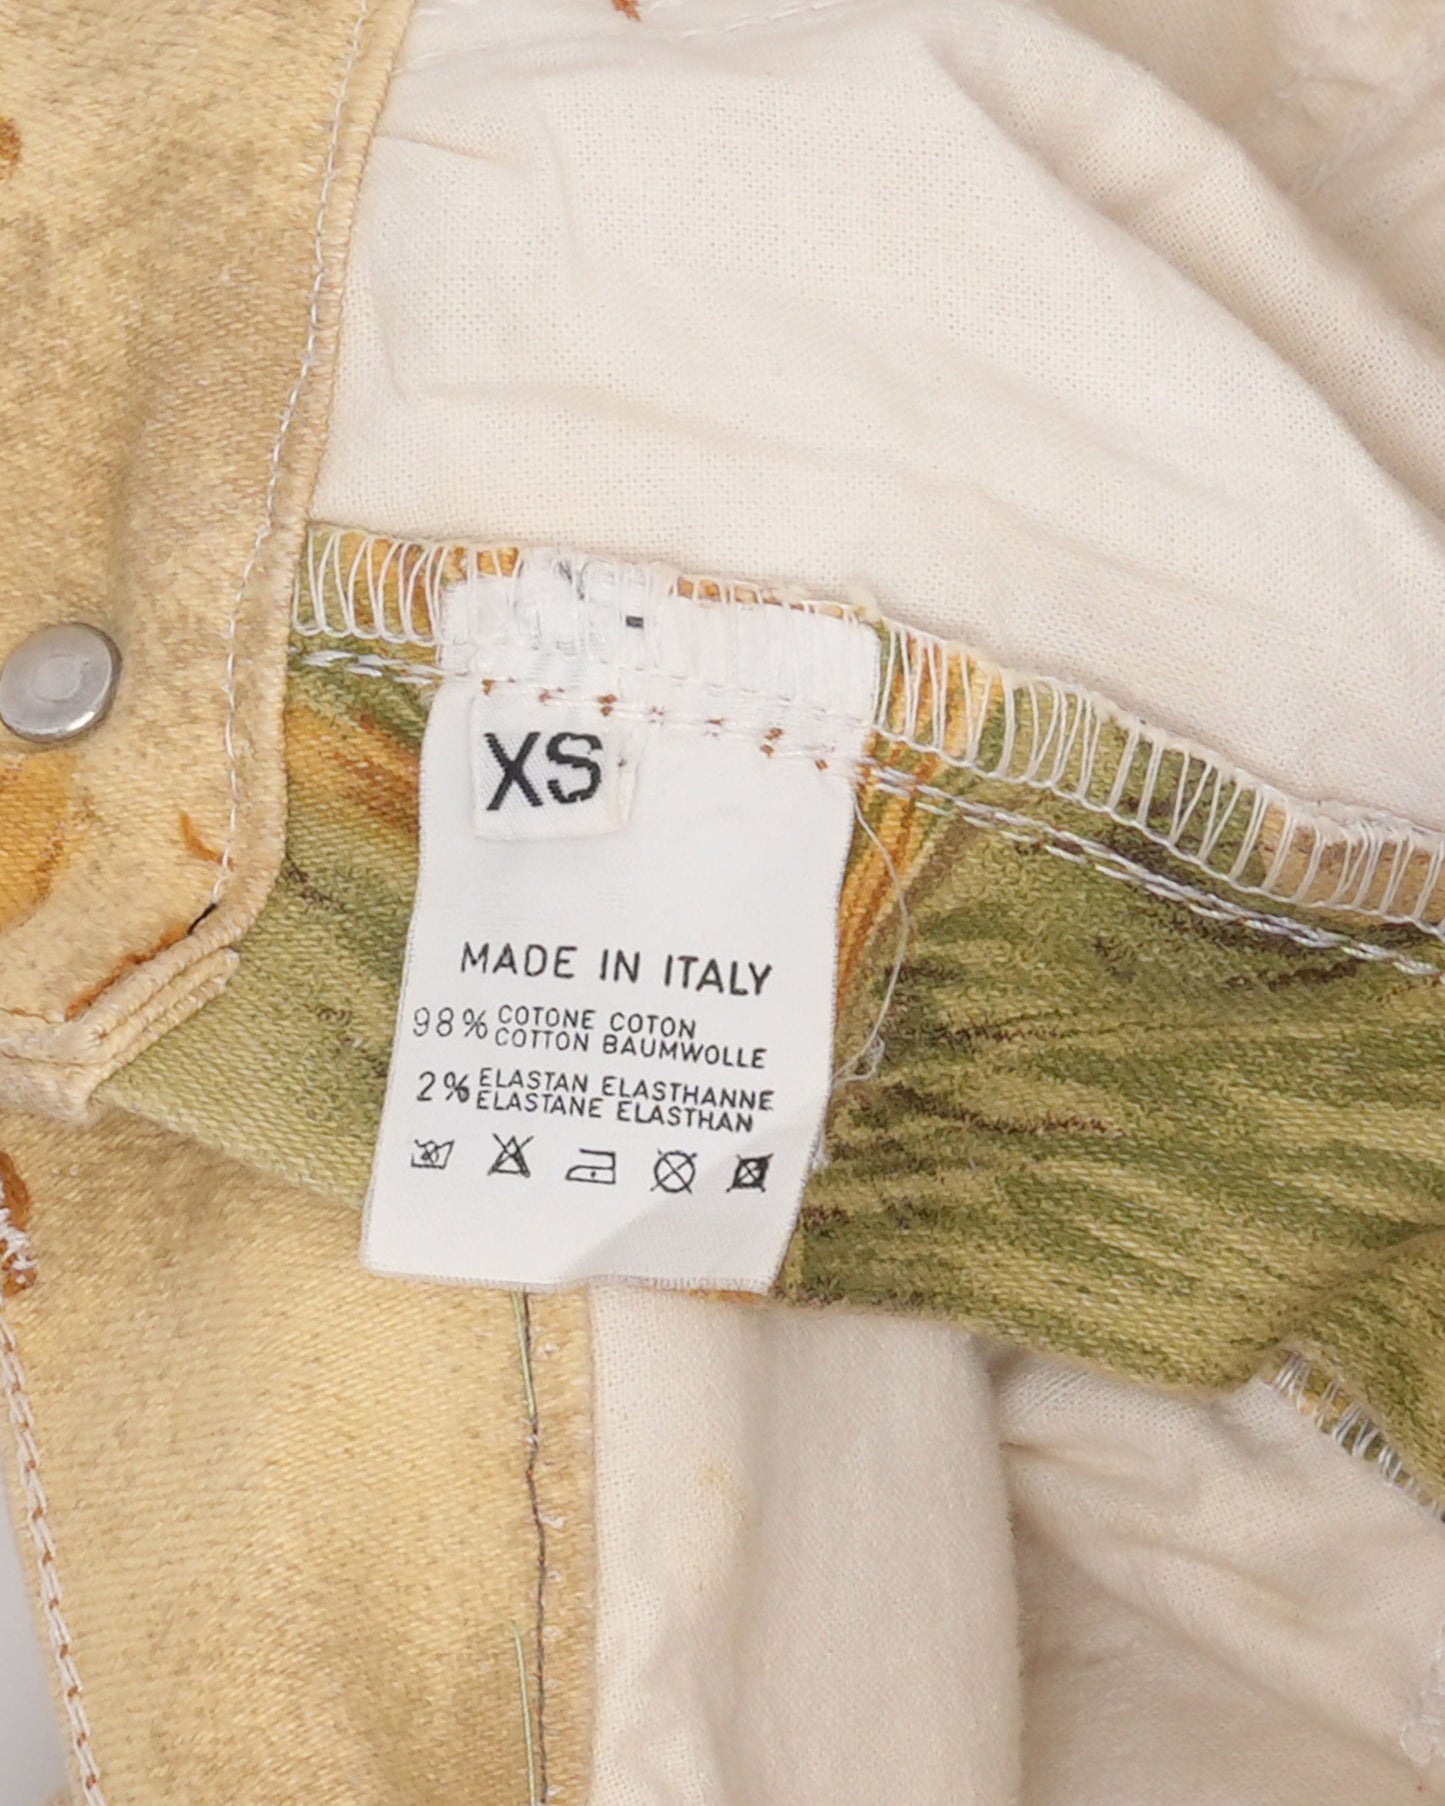 XS
MADE IN ITALY
98% COTONE COTON
COTTON BAUMWOLLE
2% ELASTAN ELASTHANNE
ELASTANE ELASTHAN